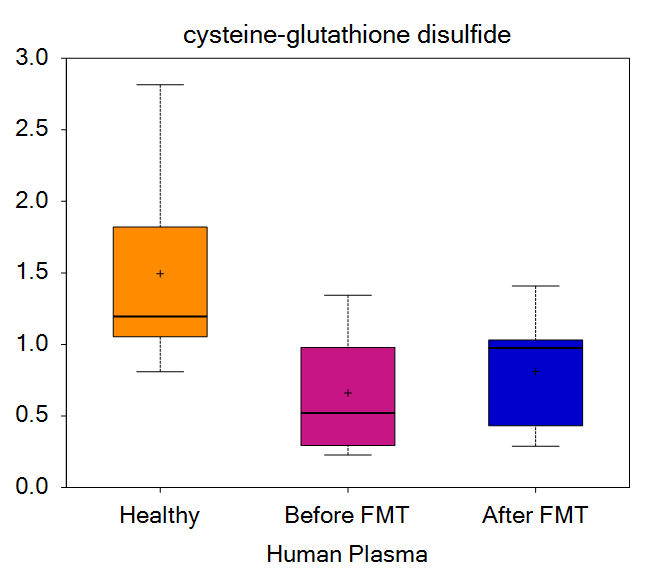 cysteine-glutathione disulfide
3.0
2.5
2.0
1.5
1.0
0.5
0.0
Healthy Before FMT After FMT
Human Plasma